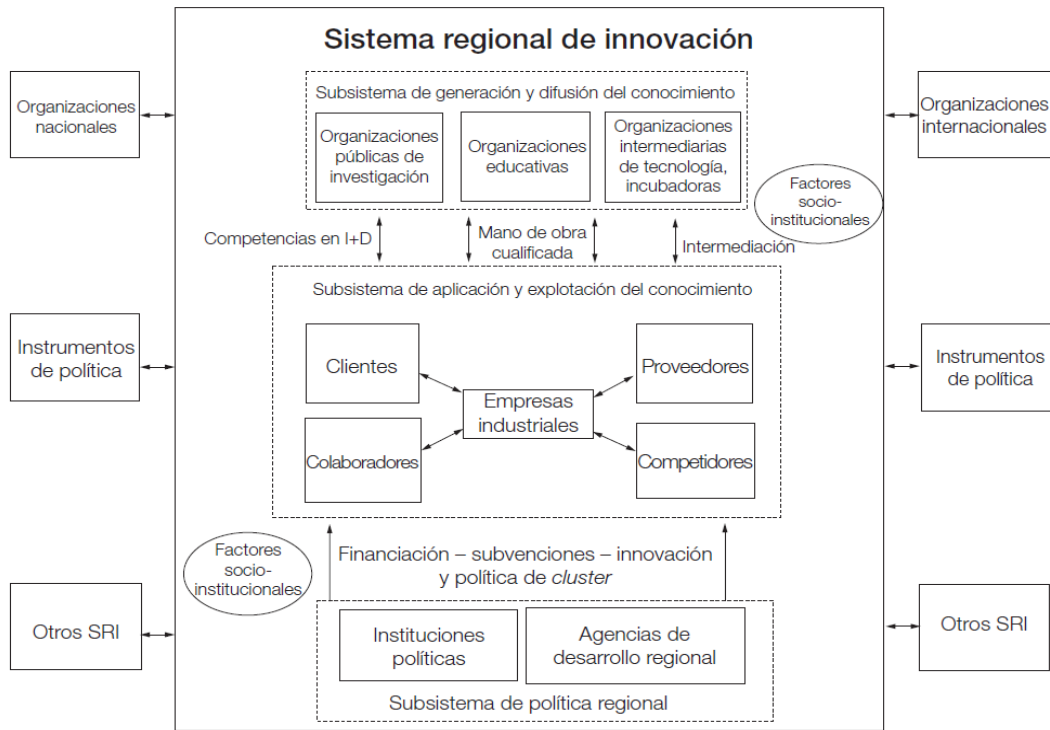 Sistema regional de innovación
Organizaciones
nacionales
Subsistema de generación y difusión del conocimiento
Organizaciones
públicas de
investigación
Organizaciones
educativas
Organizaciones
intermediarias
de tecnología,
incubadoras
Organizaciones
internacionales
Factores
socio-
institucionales
Competencias en I+D
Mano de obra
cualificada
Intermediación
Subsistema de aplicación y explotación del conocimiento
Instrumentos
de política
Clientes
Proveedores
Empresas
industriales
Colaboradores
Competidores
Instrumentos
de política
Factores
socio-
institucionales
Financiación – subvenciones – innovación
y política de cluster
Otros SRI
Instituciones
políticas
Agencias de
desarrollo regional
Subsistema de política regional
Otros SRI